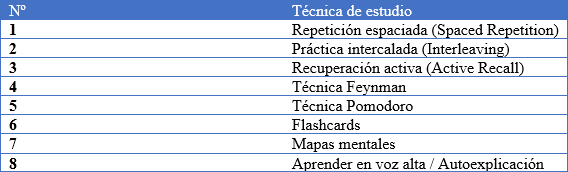 Nº Técnica de estudio
1 Repetición espaciada (Spaced Repetition)
2 Práctica intercalada (Interleaving)
3 Recuperación activa (Active Recall)
4 Técnica Feynman
5 Técnica Pomodoro
6 Flashcards
7 Mapas mentales
8 Aprender en voz alta / Autoexplicación